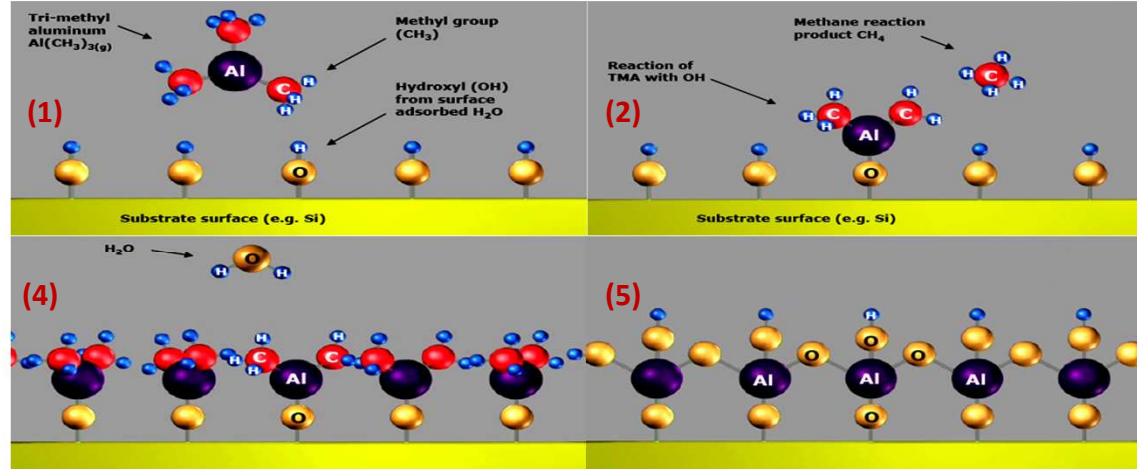 Tri-methyl
aluminum
Al(CH₃)₃(g)
Methyl group
(CH₃)
Al
C
H
H
H
Hydroxyl (OH)
from surface
adsorbed H₂O
(1)
H
O
Substrate surface (e.g. Si)
Methane reaction
product CH₄
Reaction of
TMA with OH
C
H
H
H
H
(2)
H
H
C
C
H
H
H
Al
O
Substrate surface (e.g. Si)
H₂O
O
H
H
(4)
H
H
H
C
C
H
Al
O
(5)
H
O
O
O
Al
Al
Al
O